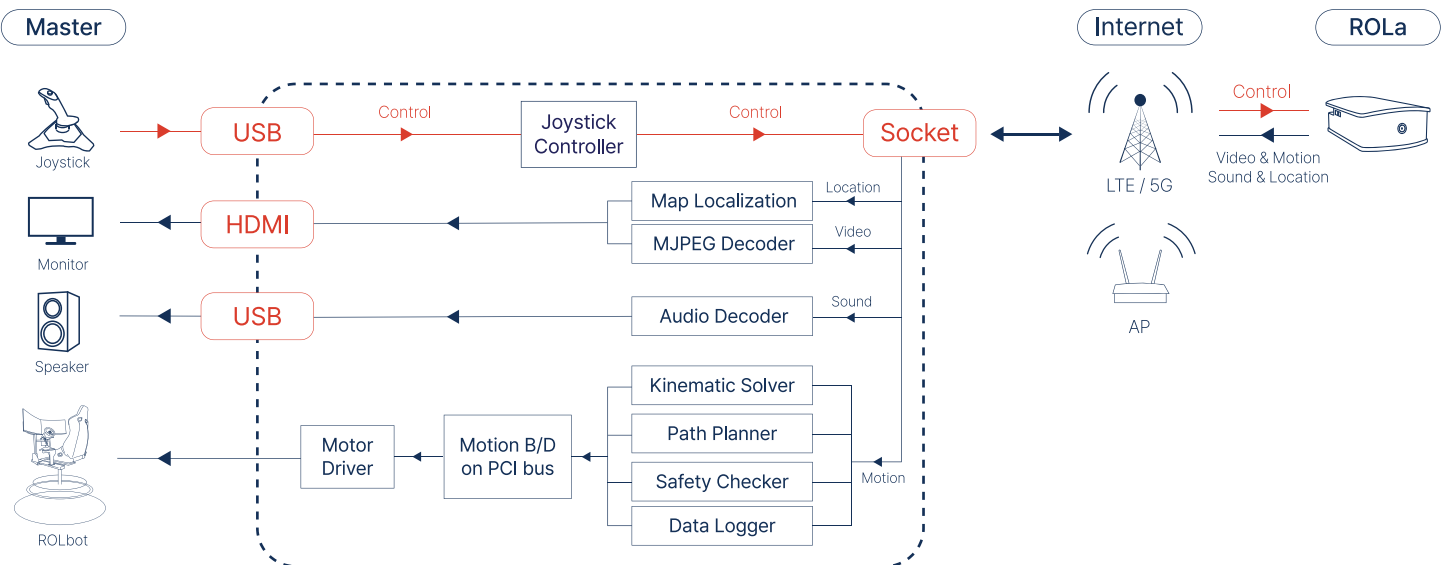 Master
Internet
ROLa
Joystick
USB
Control
Joystick
Controller
Control
Socket
LTE / 5G
Control
Video & Motion
Sound & Location
Monitor
HDMI
Map Localization
Location
MJPEG Decoder
Video
AP
Speaker
USB
Audio Decoder
Sound
ROLbot
Motor
Driver
Motion B/D
on PCI bus
Kinematic Solver
Path Planner
Safety Checker
Data Logger
Motion